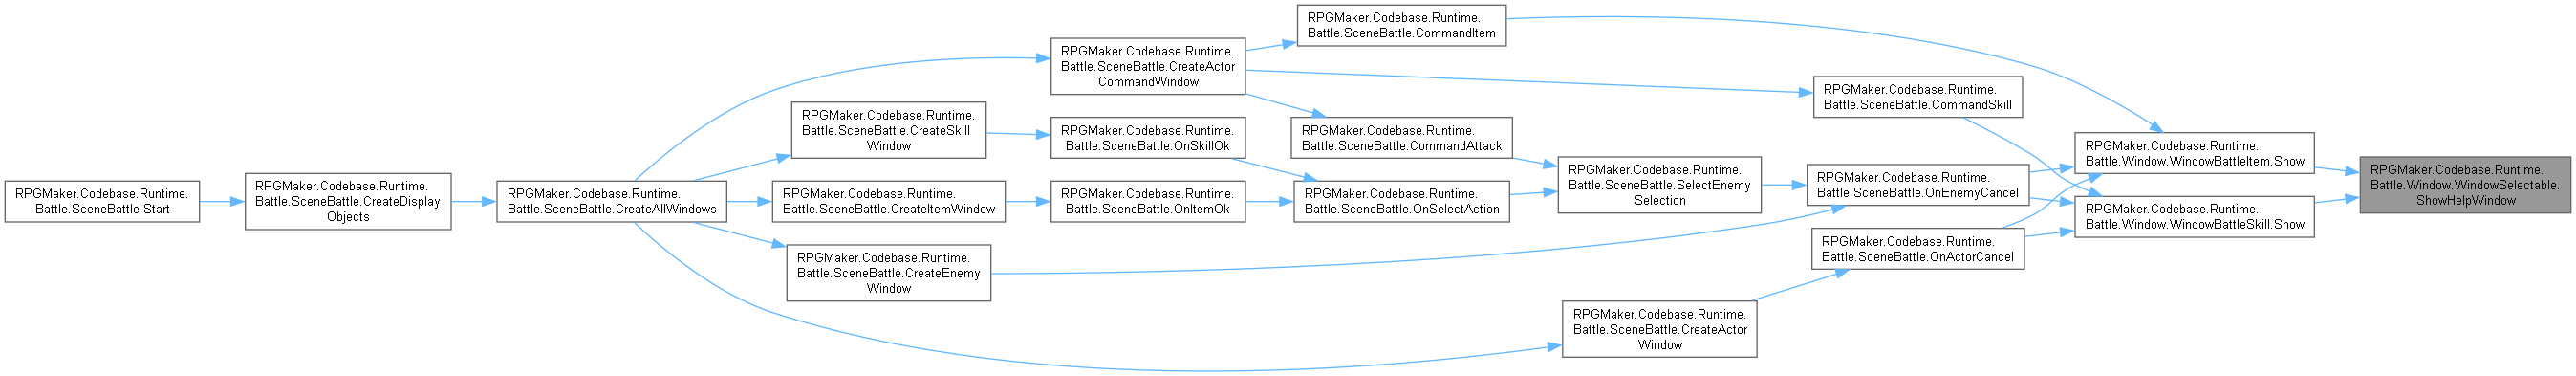 RPGMaker.Codebase.Runtime.
Battle.SceneBattle.Start
RPGMaker.Codebase.Runtime.
Battle.SceneBattle.CreateDisplay
Objects
RPGMaker.Codebase.Runtime.
Battle.SceneBattle.CreateAllWindows
RPGMaker.Codebase.Runtime.
Battle.SceneBattle.CreateSkill
Window
RPGMaker.Codebase.Runtime.
Battle.SceneBattle.CreateItemWindow
RPGMaker.Codebase.Runtime.
Battle.SceneBattle.CreateEnemy
Window
RPGMaker.Codebase.Runtime.
Battle.SceneBattle.CreateActor
CommandWindow
RPGMaker.Codebase.Runtime.
Battle.SceneBattle.OnSkillOk
RPGMaker.Codebase.Runtime.
Battle.SceneBattle.OnItemOk
RPGMaker.Codebase.Runtime.
Battle.SceneBattle.CommandItem
RPGMaker.Codebase.Runtime.
Battle.SceneBattle.CommandAttack
RPGMaker.Codebase.Runtime.
Battle.SceneBattle.OnSelectAction
RPGMaker.Codebase.Runtime.
Battle.SceneBattle.SelectEnemy
Selection
RPGMaker.Codebase.Runtime.
Battle.SceneBattle.CreateActor
Window
RPGMaker.Codebase.Runtime.
Battle.SceneBattle.CommandSkill
RPGMaker.Codebase.Runtime.
Battle.SceneBattle.OnEnemyCancel
RPGMaker.Codebase.Runtime.
Battle.SceneBattle.OnActorCancel
RPGMaker.Codebase.Runtime.
Battle.Window.WindowBattleItem.Show
RPGMaker.Codebase.Runtime.
Battle.Window.WindowBattleSkill.Show
RPGMaker.Codebase.Runtime.
Battle.Window.WindowSelectable.
ShowHelpWindow